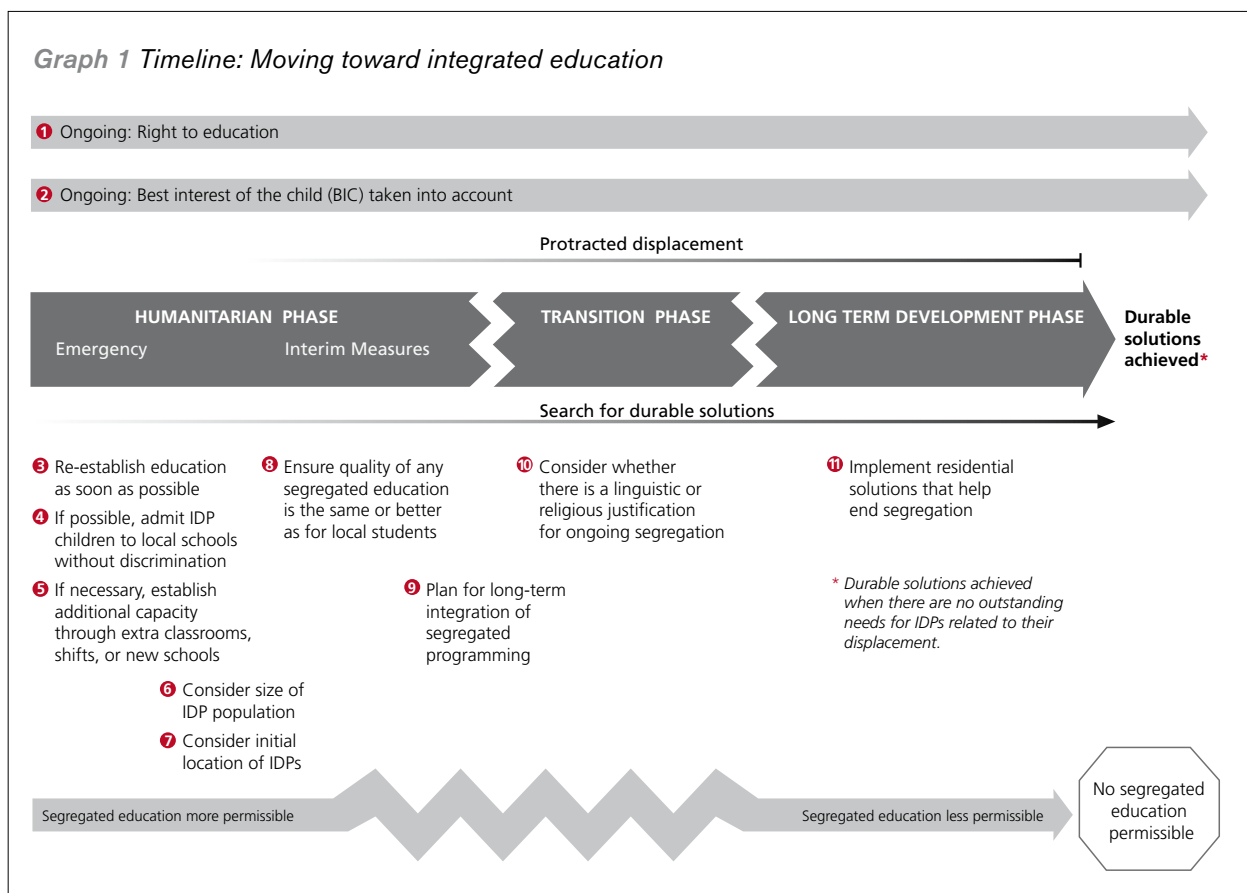 Graph 1 Timeline: Moving toward integrated education
1 Ongoing: Right to education
2 Ongoing: Best interest of the child (BIC) taken into account
Protracted displacement
HUMANITARIAN PHASE
Emergency
Interim Measures
TRANSITION PHASE
LONG TERM DEVELOPMENT PHASE
Durable
solutions
achieved*
Search for durable solutions
3 Re-establish education
as soon as possible
4 If possible, admit IDP
children to local schools
without discrimination
5 If necessary, establish
additional capacity
through extra classrooms,
shifts, or new schools
6 Consider size of
IDP population
7 Consider initial
location of IDPs
8 Ensure quality of any
segregated education
is the same or better
as for local students
9 Plan for long-term
integration of
segregated
programming
10 Consider whether
there is a linguistic or
religious justification
for ongoing segregation
11 Implement residential
solutions that help
end segregation
* Durable solutions achieved
when there are no outstanding
needs for IDPs related to their
displacement.
Segregated education more permissible
Segregated education less permissible
No segregated
education
permissible